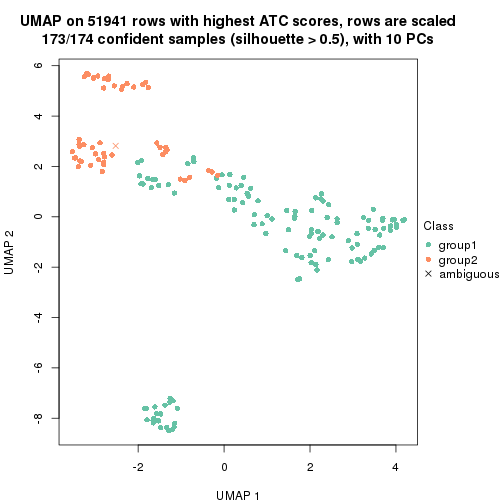 UMAP on 51941 rows with highest ATC scores, rows are scaled
173/174 confident samples (silhouette > 0.5), with 10 PCs
6
4
2
0
-2
-4
-6
-8
UMAP 2
-2
0
2
4
UMAP 1
Class
group1
group2
ambiguous